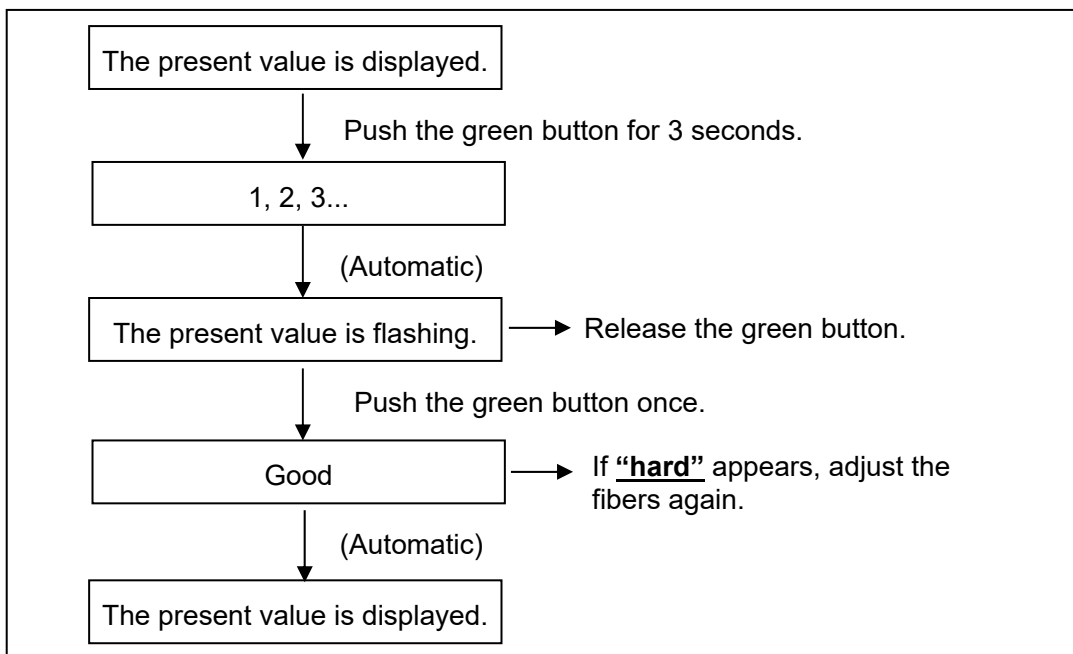 The present value is displayed.
Push the green button for 3 seconds.
1, 2, 3...
(Automatic)
The present value is flashing.
Release the green button.
Push the green button once.
Good
If “hard” appears, adjust the
fibers again.
(Automatic)
The present value is displayed.